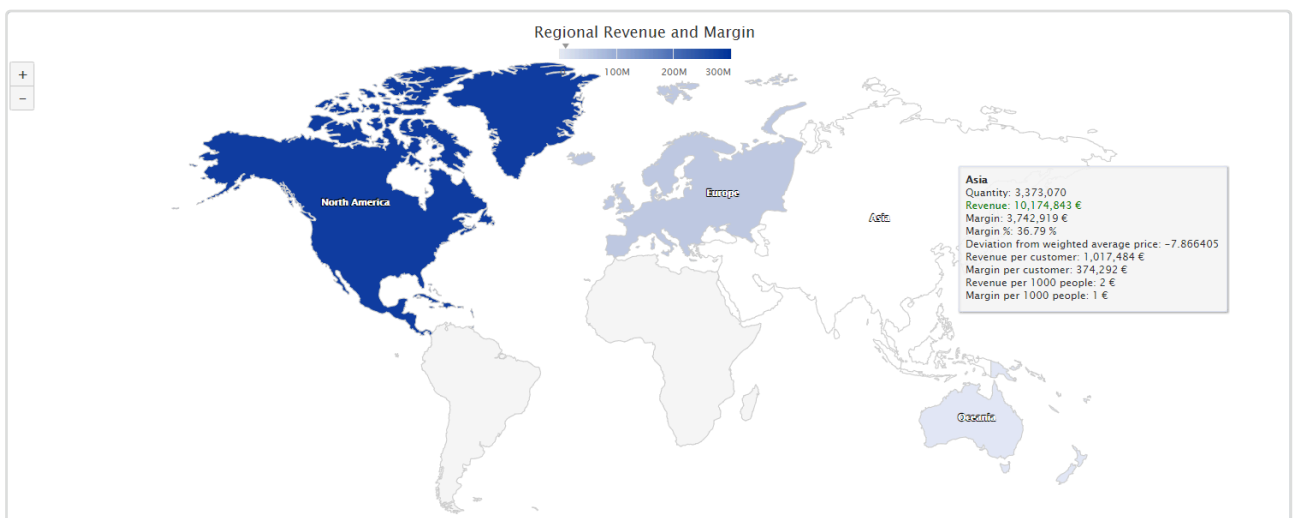 Regional Revenue and Margin
100M 200M 300M
+
−
North America
Europe
Asia
Oceania
Asia
Quantity: 3,373,070
Revenue: 10,174,843 €
Margin: 3,742,919 €
Margin %: 36.79 %
Deviation from weighted average price: −7.866405
Revenue per customer: 1,017,484 €
Margin per customer: 374,292 €
Revenue per 1000 people: 2 €
Margin per 1000 people: 1 €